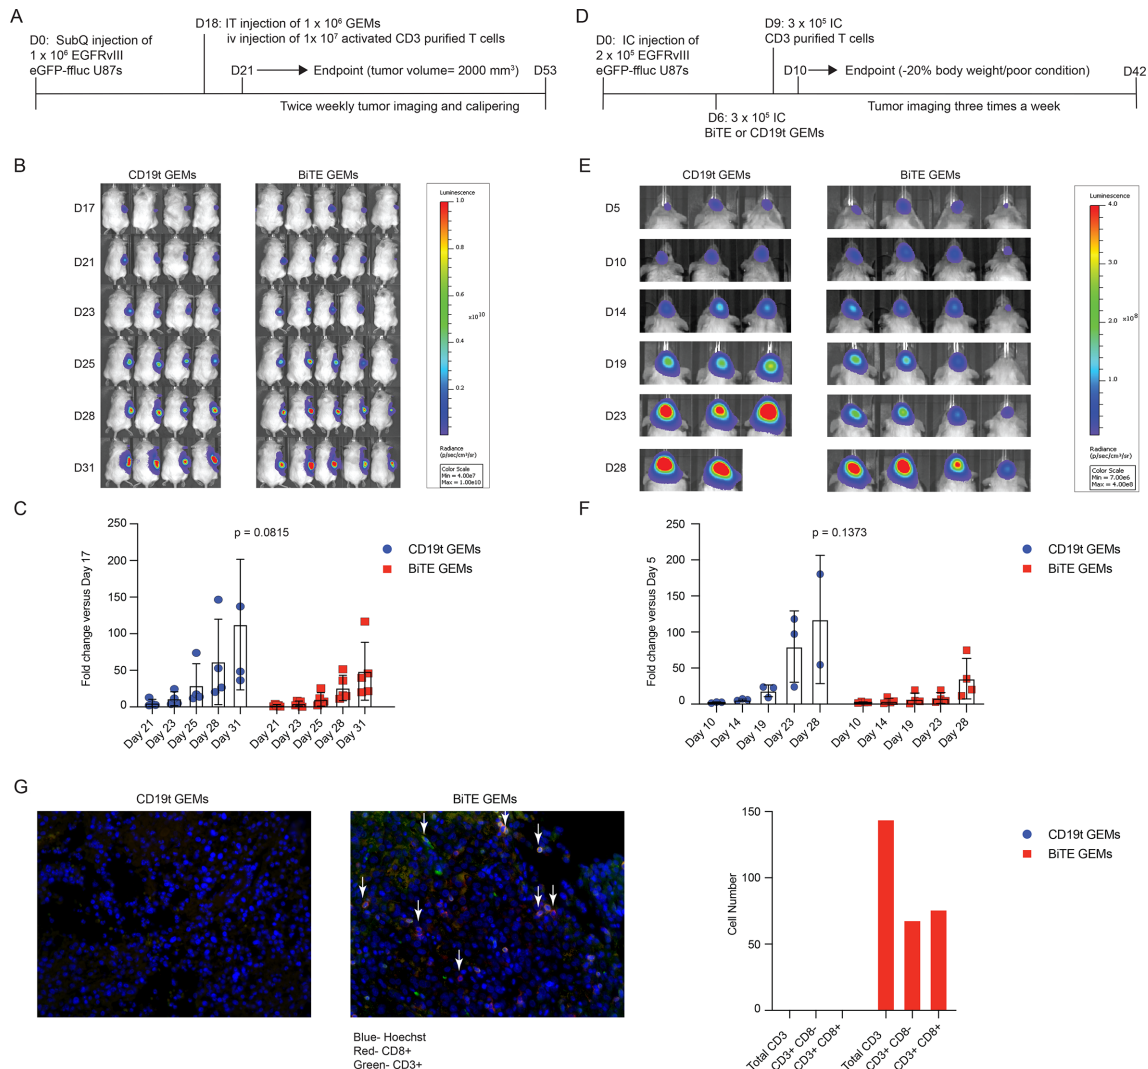 A
D0: SubQ injection of
1 x 10⁶ EGFRvIII
eGFP-ffluc U87s
D18: IT injection of 1 x 10⁶ GEMs
iv injection of 1x 10⁷ activated CD3 purified T cells
D21
Endpoint (tumor volume= 2000 mm³)
D53
Twice weekly tumor imaging and calipering
D
D0: IC injection of
2 x 10⁵ EGFRvIII
eGFP-ffluc U87s
D9: 3 x 10⁵ IC
CD3 purified T cells
D10
Endpoint (-20% body weight/poor condition)
D42
Tumor imaging three times a week
D6: 3 x 10⁵ IC
BiTE or CD19t GEMs
B
CD19t GEMs
BiTE GEMs
D17
D21
D23
D25
D28
D31
Luminescence
1.0
0.8
0.6
x10¹⁰
0.4
0.2
Radiance
(p/sec/cm²/sr)
Color Scale
Min = 4.00e7
Max = 1.00e10
E
CD19t GEMs
BiTE GEMs
D5
D10
D14
D19
D23
D28
Luminescence
4.0
3.0
2.0
x10⁸
1.0
Radiance
(p/sec/cm²/sr)
Color Scale
Min = 7.00e6
Max = 4.00e8
C
Fold change versus Day 17
250
200
150
100
50
0
p = 0.0815
CD19t GEMs
BiTE GEMs
Day 21
Day 23
Day 25
Day 28
Day 31
Day 21
Day 23
Day 25
Day 28
Day 31
F
Fold change versus Day 5
250
200
150
100
50
0
p = 0.1373
CD19t GEMs
BiTE GEMs
Day 10
Day 14
Day 19
Day 23
Day 28
Day 10
Day 14
Day 19
Day 23
Day 28
G
CD19t GEMs
BiTE GEMs
Blue- Hoechst
Red- CD8+
Green- CD3+
Cell Number
150
100
50
0
CD19t GEMs
BiTE GEMs
Total CD3
CD3+ CD8-
CD3+ CD8+
Total CD3
CD3+ CD8-
CD3+ CD8+